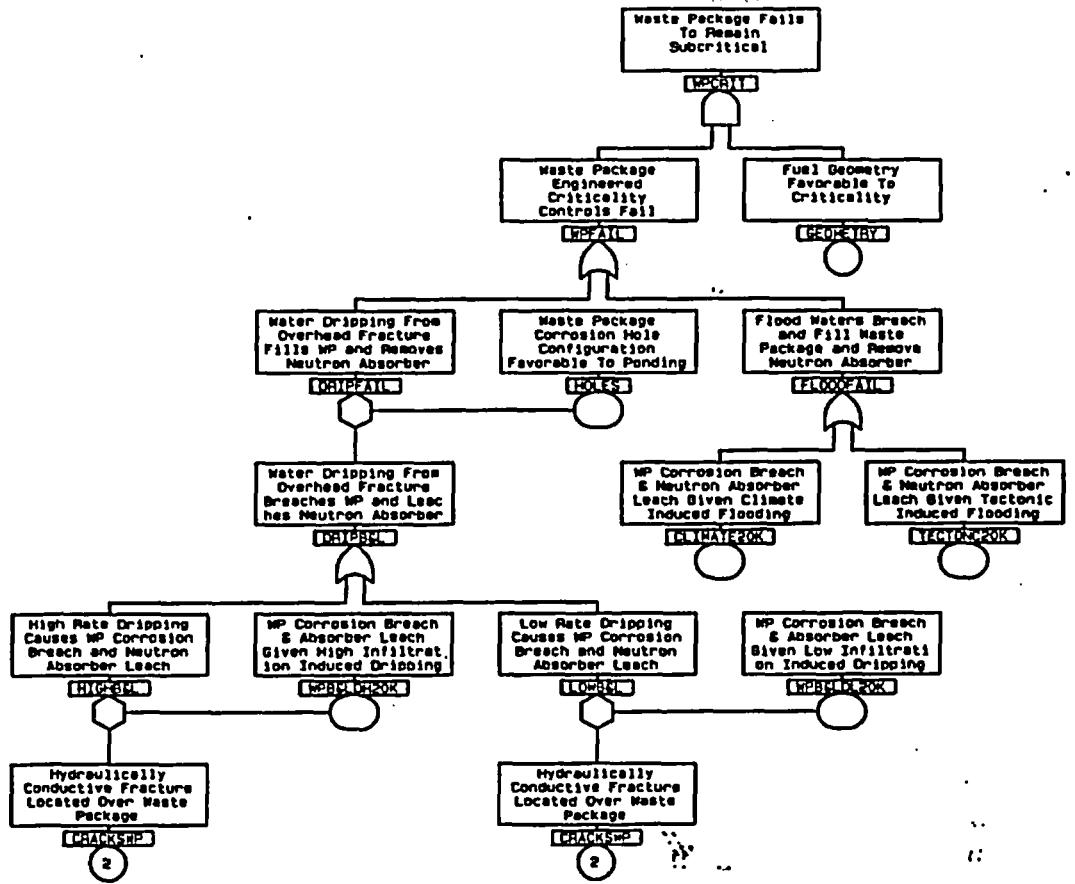 Waste Package Fails
To Remain
Subcritical
WPCRIT
Waste Package
Engineered
Criticality
Controls Fail
WPFAIL
Fuel Geometry
Favorable To
Criticality
GEOMETRY
Water Dripping From
Overhead Fracture
Fills WP and Removes
Neutron Absorber
DRIPFAIL
Waste Package
Corrosion Hole
Configuration
Favorable To Ponding
HOLES
Flood Waters Breach
and Fill Waste
Package and Remove
Neutron Absorber
FLOODFAIL
Water Dripping From
Overhead Fracture
Breaches WP and Leac
hes Neutron Absorber
DRIPB&L
WP Corrosion Breach
& Neutron Absorber
Leach Given Climate
Induced Flooding
CLIMATE20K
WP Corrosion Breach
& Neutron Absorber
Leach Given Tectonic
Induced Flooding
TECTONC20K
High Rate Dripping
Causes WP Corrosion
Breach and Neutron
Absorber Leach
HIGHB&L
WP Corrosion Breach
& Absorber Leach
Given High Infiltrat
ion Induced Dripping
WPB&LDH20K
Low Rate Dripping
Causes WP Corrosion
Breach and Neutron
Absorber Leach
LOWB&L
WP Corrosion Breach
& Absorber Leach
Given Low Infiltrati
on Induced Dripping
WPB&LDL20K
Hydraulically
Conductive Fracture
Located Over Waste
Package
CRACKSWP
2
Hydraulically
Conductive Fracture
Located Over Waste
Package
CRACKSWP
2